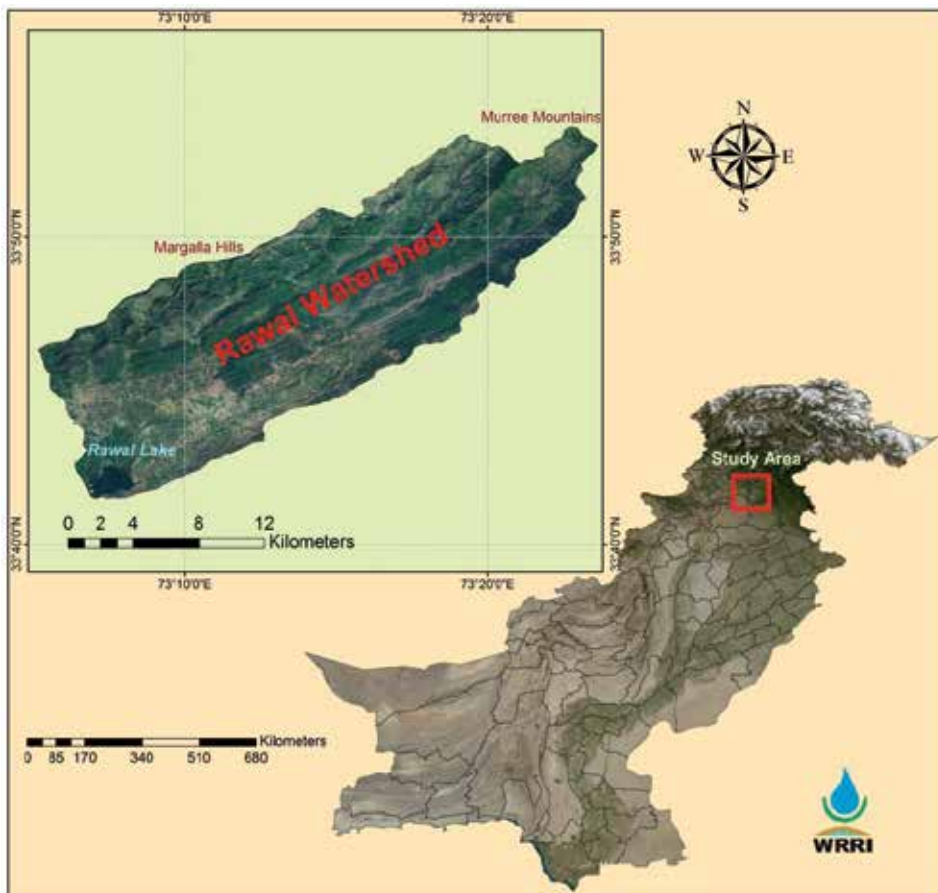 73°10'0"E
73°20'0"E
Murree Mountains
N
W
E
S
33°50'0"N
33°50'0"N
Margalla Hills
Rawal Watershed
Rawal Lake
Study Area
0 2 4 8 12
Kilometers
33°40'0"N
33°40'0"N
73°10'0"E
73°20'0"E
Kilometers
0 85 170 340 510 680
WRRI